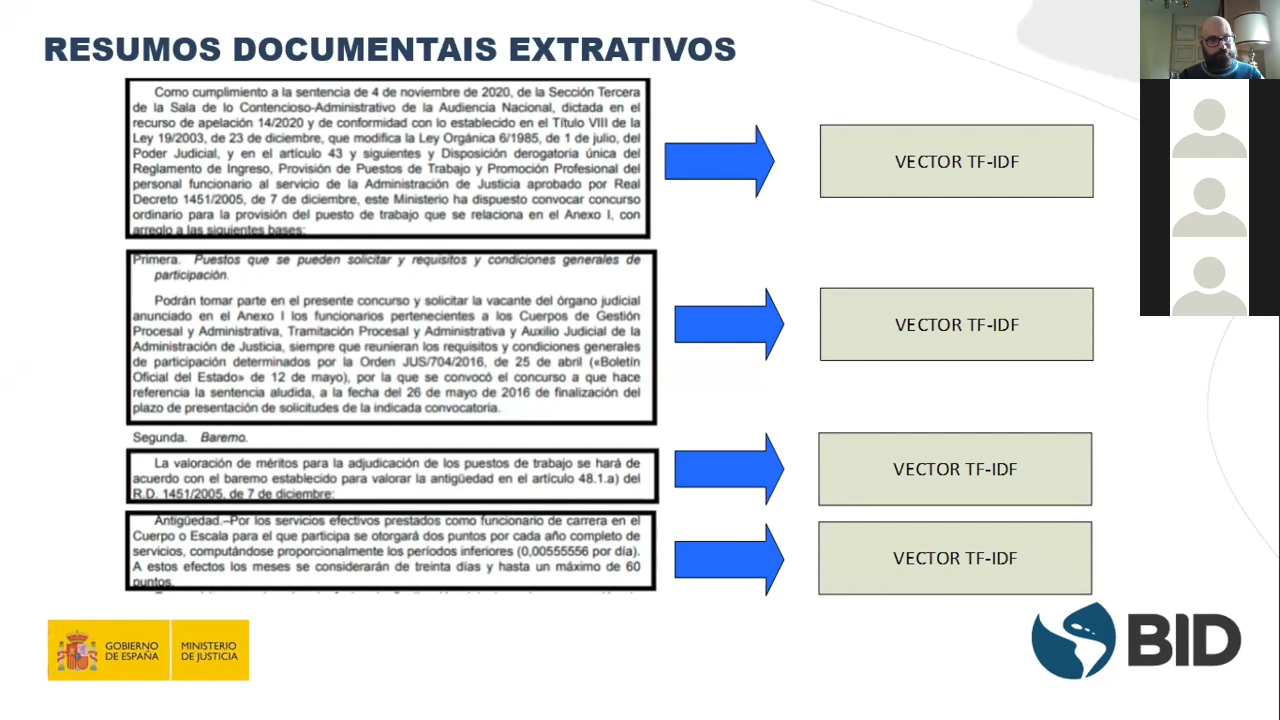 RESUMOS DOCUMENTAIS EXTRATIVOS
Como cumplimiento a la sentencia de 4 de noviembre de 2020, de la Sección Tercera
de la Sala de lo Contencioso-Administrativo de la Audiencia Nacional, dictada en el
recurso de apelación 14/2020 y de conformidad con lo establecido en el Título VIII de la
Ley 19/2003, de 23 de diciembre, que modifica la Ley Orgánica 6/1985, de 1 de julio, del
Poder Judicial, y en el artículo 43 y siguientes y Disposición derogatoria única del
Reglamento de Ingreso, Provisión de Puestos de Trabajo y Promoción Profesional del
personal funcionario al servicio de la Administración de Justicia aprobado por Real
Decreto 1451/2005, de 7 de diciembre, este Ministerio ha dispuesto convocar concurso
ordinario para la provisión del puesto de trabajo que se relaciona en el Anexo I, con
arreglo a las siguientes bases:
VECTOR TF-IDF
Primera. Puestos que se pueden solicitar y requisitos y condiciones generales de
participación.
Podrán tomar parte en el presente concurso y solicitar la vacante del órgano judicial
anunciado en el Anexo I los funcionarios pertenecientes a los Cuerpos de Gestión
Procesal y Administrativa, Tramitación Procesal y Administrativa y Auxilio Judicial de la
Administración de Justicia, siempre que reunieran los requisitos y condiciones generales
de participación determinados por la Orden JUS/704/2016, de 25 de abril («Boletín
Oficial del Estado» de 12 de mayo), por la que se convocó el concurso a que hace
referencia la sentencia aludida, a la fecha del 26 de mayo de 2016 de finalización del
plazo de presentación de solicitudes de la indicada convocatoria.
VECTOR TF-IDF
Segunda. Baremo.
La valoración de méritos para la adjudicación de los puestos de trabajo se hará de
acuerdo con el baremo establecido para valorar la antigüedad en el artículo 48.1.a) del
R.D. 1451/2005, de 7 de diciembre:
VECTOR TF-IDF
Antigüedad.–Por los servicios efectivos prestados como funcionario de carrera en el
Cuerpo o Escala para el que participa se otorgará dos puntos por cada año completo de
servicios, computándose proporcionalmente los períodos inferiores (0,00555556 por día).
A estos efectos los meses se considerarán de treinta días y hasta un máximo de 60
puntos.
VECTOR TF-IDF
GOBIERNO
DE ESPAÑA
MINISTERIO
DE JUSTICIA
BID